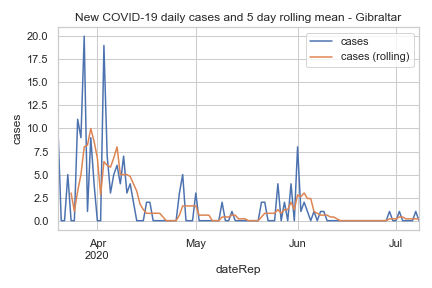 New COVID-19 daily cases and 5 day rolling mean - Gibraltar
cases
cases (rolling)
20.0
17.5
15.0
12.5
10.0
7.5
5.0
2.5
0.0
cases
Apr
2020
May
Jun
Jul
dateRep